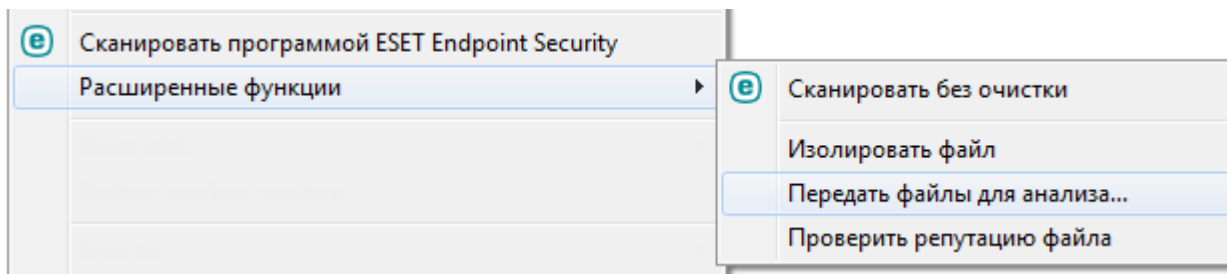 Сканировать программой ESET Endpoint Security
Расширенные функции
Сканировать без очистки
Изолировать файл
Передать файлы для анализа...
Проверить репутацию файла